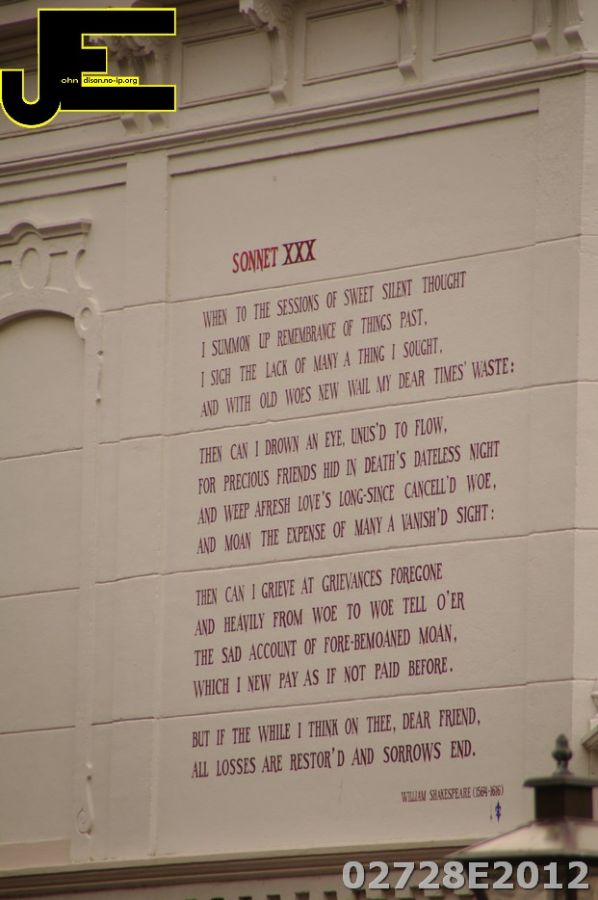 JE
ohn disan.no-ip.org
SONNET XXX
WHEN TO THE SESSIONS OF SWEET SILENT THOUGHT
I SUMMON UP REMEMBRANCE OF THINGS PAST,
I SIGH THE LACK OF MANY A THING I SOUGHT,
AND WITH OLD WOES NEW WAIL MY DEAR TIMES' WASTE:
THEN CAN I DROWN AN EYE, UNUS'D TO FLOW,
FOR PRECIOUS FRIENDS HID IN DEATH'S DATELESS NIGHT
AND WEEP AFRESH LOVE'S LONG-SINCE CANCELL'D WOE,
AND MOAN THE EXPENSE OF MANY A VANISH'D SIGHT:
THEN CAN I GRIEVE AT GRIEVANCES FOREGONE
AND HEAVILY FROM WOE TO WOE TELL O'ER
THE SAD ACCOUNT OF FORE-BEMOANED MOAN,
WHICH I NEW PAY AS IF NOT PAID BEFORE.
BUT IF THE WHILE I THINK ON THEE, DEAR FRIEND,
ALL LOSSES ARE RESTOR'D AND SORROWS END.
WILLIAM SHAKESPEARE (1564-1616)
02728E2012